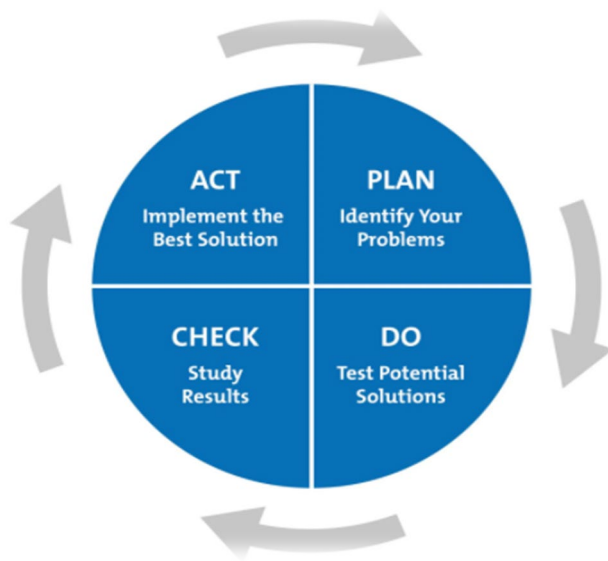 ACT
Implement the
Best Solution
PLAN
Identify Your
Problems
CHECK
Study
Results
DO
Test Potential
Solutions